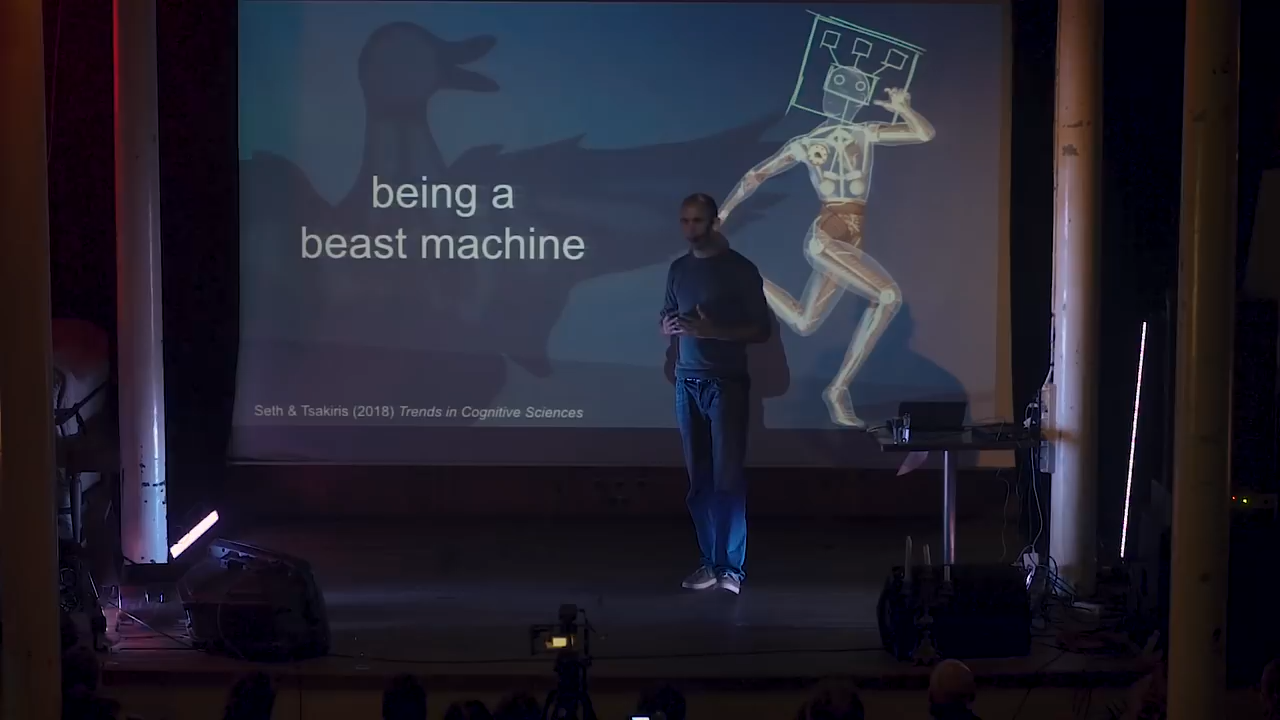 being a
beast machine
Seth & Tsakiris (2018) Trends in Cognitive Sciences